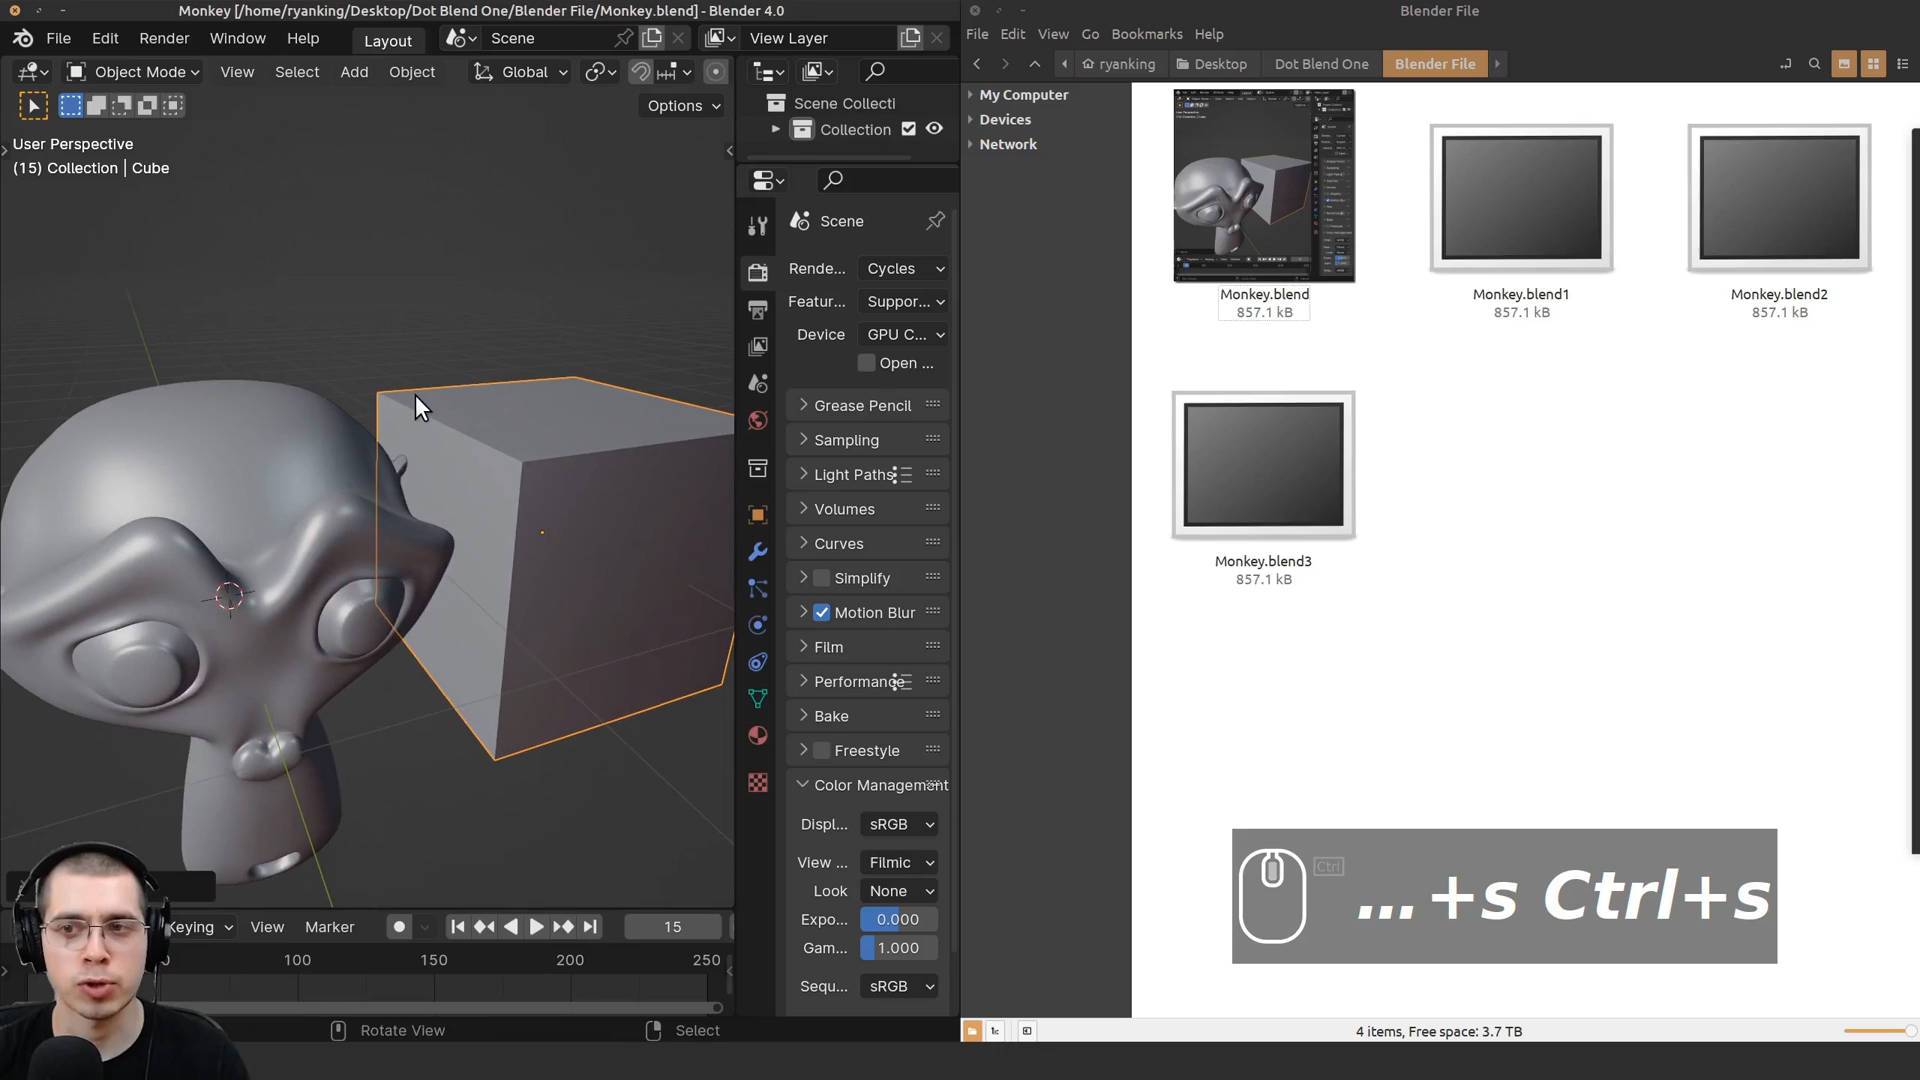 Monkey [/home/ryanking/Desktop/Dot Blend One/Blender File/Monkey.blend] - Blender 4.0
File Edit Render Window Help Layout Scene View Layer
Object Mode View Select Add Object Global
Options
User Perspective
(15) Collection | Cube
Scene Collecti
Collection
Scene
Rende... Cycles
Featur... Suppor...
Device GPU C...
Open ...
Grease Pencil
Sampling
Light Paths
Volumes
Curves
Simplify
Motion Blur
Film
Performance
Bake
Freestyle
Color Management
Displ... sRGB
View ... Filmic
Look None
Expo... 0.000
Gam... 1.000
Sequ... sRGB
Keying View Marker 15
0 100 150 200 250
Rotate View Select
Blender File
File Edit View Go Bookmarks Help
ryanking Desktop Dot Blend One Blender File
My Computer
Devices
Network
Monkey.blend
857.1 kB
Monkey.blend1
857.1 kB
Monkey.blend2
857.1 kB
Monkey.blend3
857.1 kB
Ctrl
...+s Ctrl+s
4 items, Free space: 3.7 TB